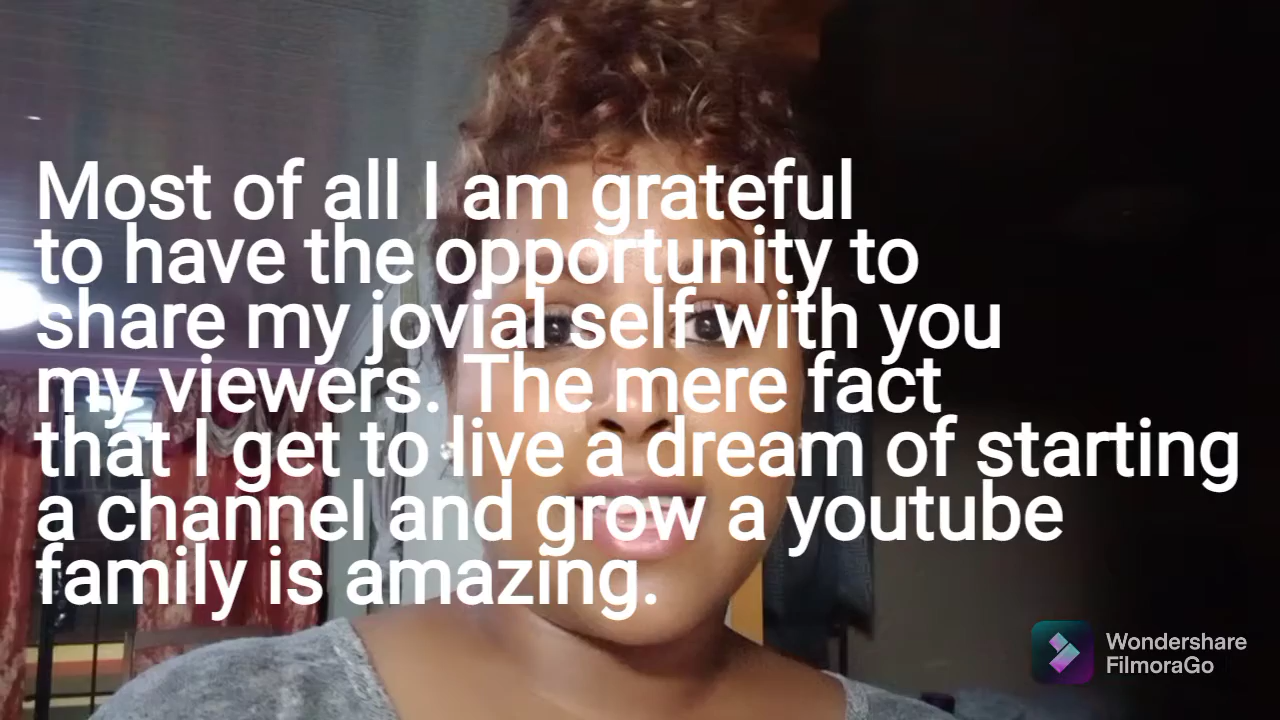 Most of all I am grateful
to have the opportunity to
share my jovial self with you
my viewers. The mere fact
that I get to live a dream of starting
a channel and grow a youtube
family is amazing.
Wondershare
FilmoraGo